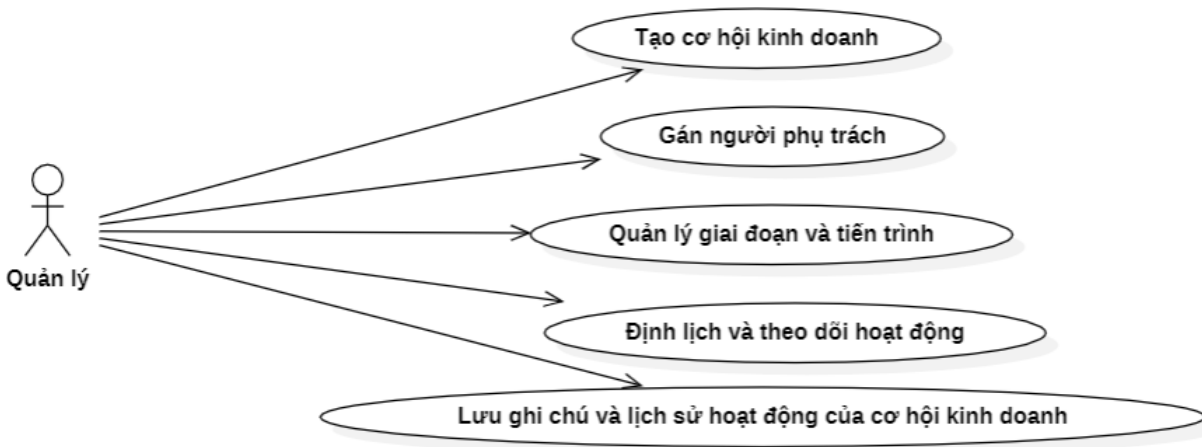 Tạo cơ hội kinh doanh
Gán người phụ trách
Quản lý giai đoạn và tiến trình
Quản lý
Định lịch và theo dõi hoạt động
Lưu ghi chú và lịch sử hoạt động của cơ hội kinh doanh